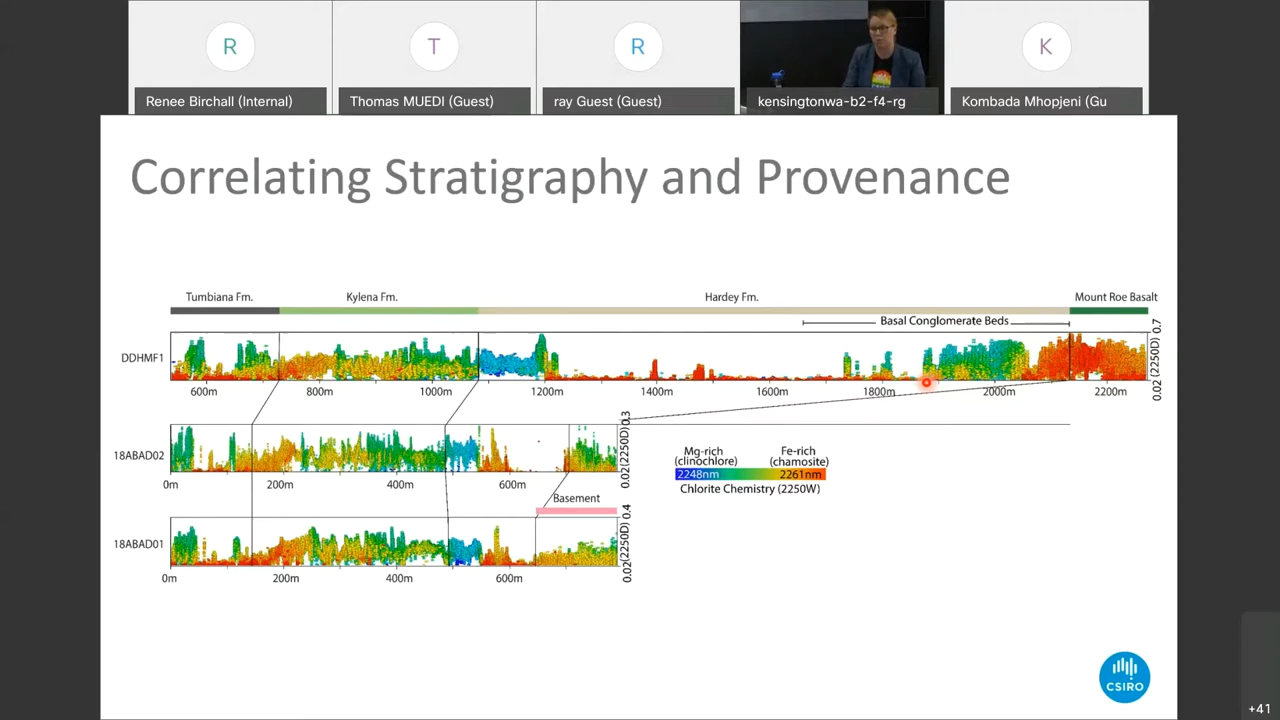 R
T
R
K
Renee Birchall (Internal)
Thomas MUEDI (Guest)
ray Guest (Guest)
kensingtonwa-b2-f4-rg
Kombada Mhopjeni (Gu
Correlating Stratigraphy and Provenance
Tumbiana Fm.
Kylena Fm.
Hardey Fm.
Mount Roe Basalt
Basal Conglomerate Beds
DDHMF1
0.02 (2250D) 0.7
600m
800m
1000m
1200m
1400m
1600m
1800m
2000m
2200m
18ABAD02
0.02(2250D) 0.3
0m
200m
400m
600m
Mg-rich
(clinochlore)
Fe-rich
(chamosite)
2248nm
2261nm
Chlorite Chemistry (2250W)
Basement
18ABAD01
0.02(2250D) 0.4
0m
200m
400m
600m
CSIRO
+41